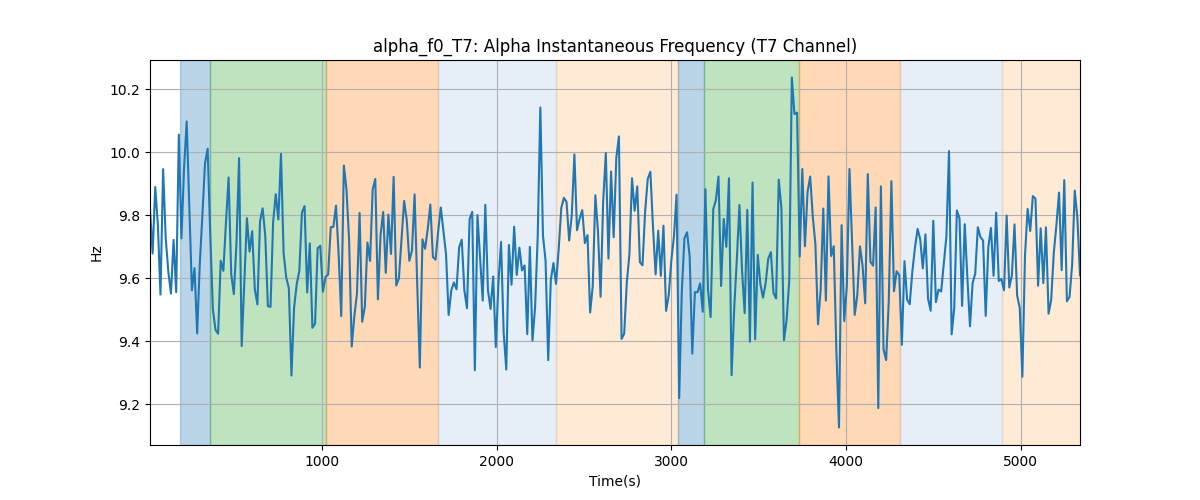 alpha_f0_T7: Alpha Instantaneous Frequency (T7 Channel)
10.2
10.0
9.8
9.6
9.4
9.2
Hz
1000 2000 3000 4000 5000
Time(s)